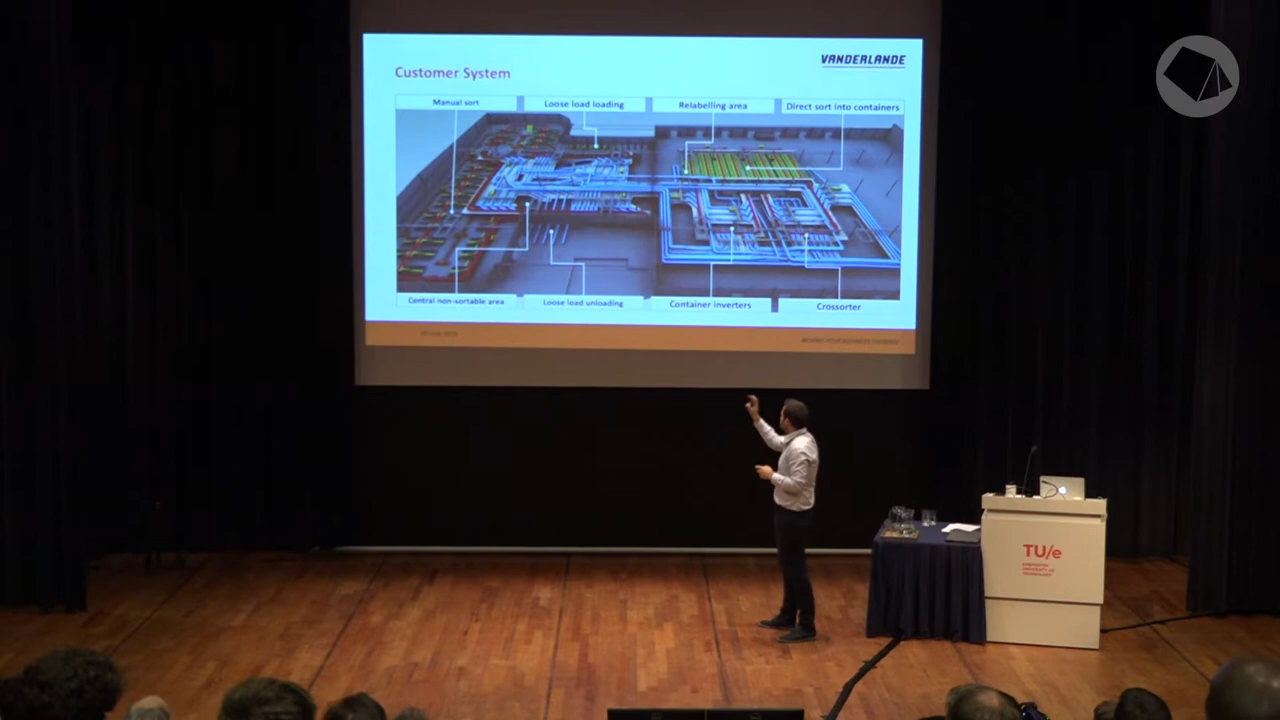 VANDERLANDE
Customer System
Manual sort
Loose load loading
Relabelling area
Direct sort into containers
Central non-sortable area
Loose load unloading
Container inverters
Crossorter
TU/e